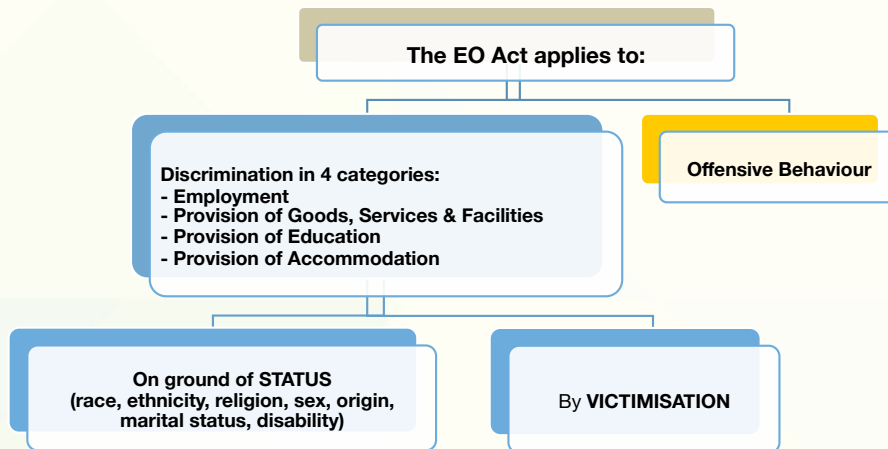 The EO Act applies to:
Discrimination in 4 categories:
- Employment
- Provision of Goods, Services & Facilities
- Provision of Education
- Provision of Accommodation
Offensive Behaviour
On ground of STATUS
(race, ethnicity, religion, sex, origin,
marital status, disability)
By VICTIMISATION